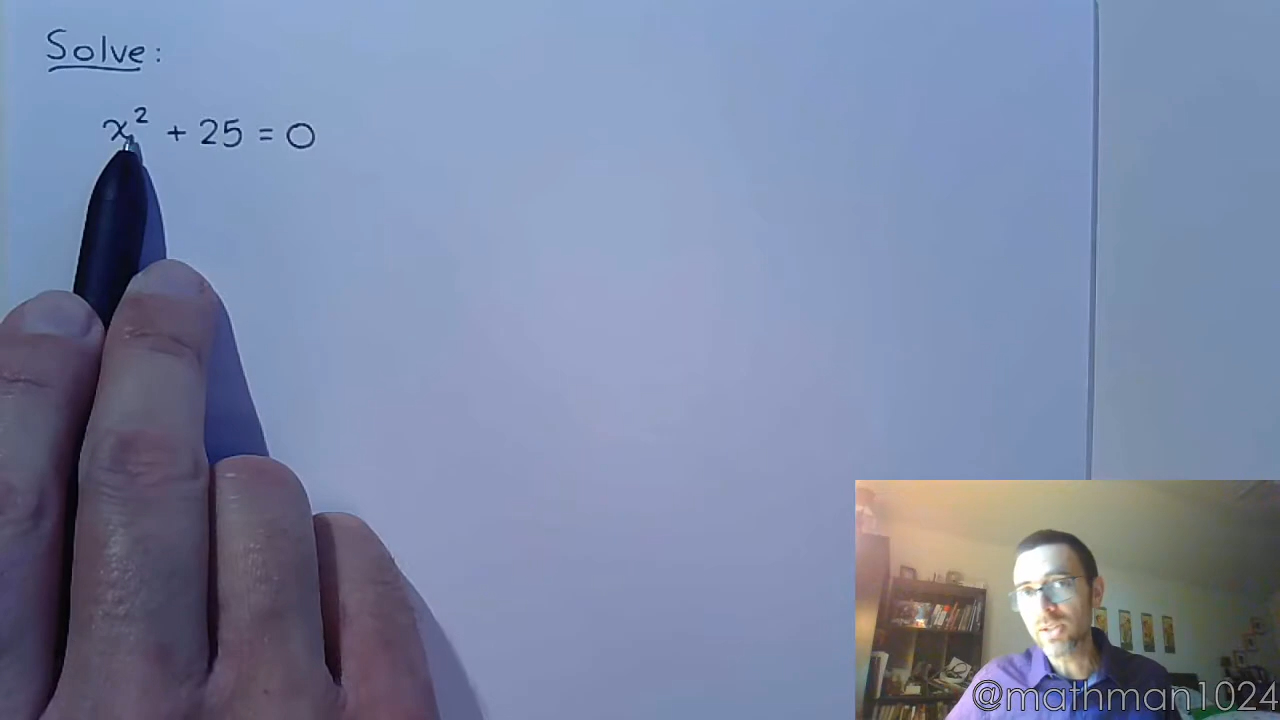 Solve:
x² + 25 = 0
@mathman1024